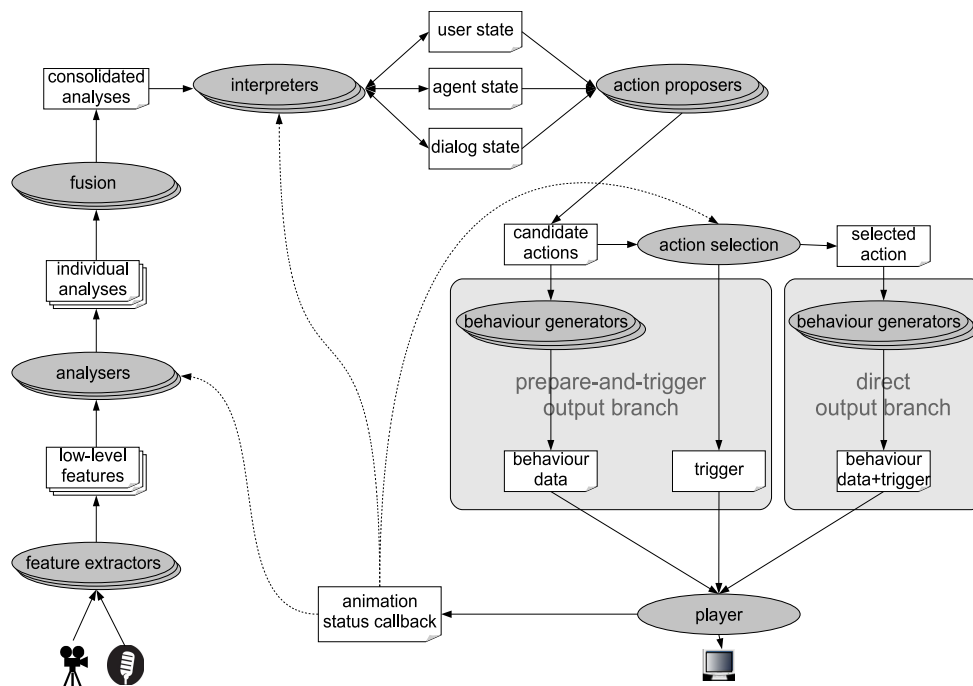 user state
consolidated
analyses
interpreters
agent state
action proposers
dialog state
fusion
candidate
actions
action selection
selected
action
individual
analyses
behaviour generators
behaviour generators
analysers
prepare-and-trigger
output branch
direct
output branch
low-level
features
behaviour
data
trigger
behaviour
data+trigger
feature extractors
animation
status callback
player